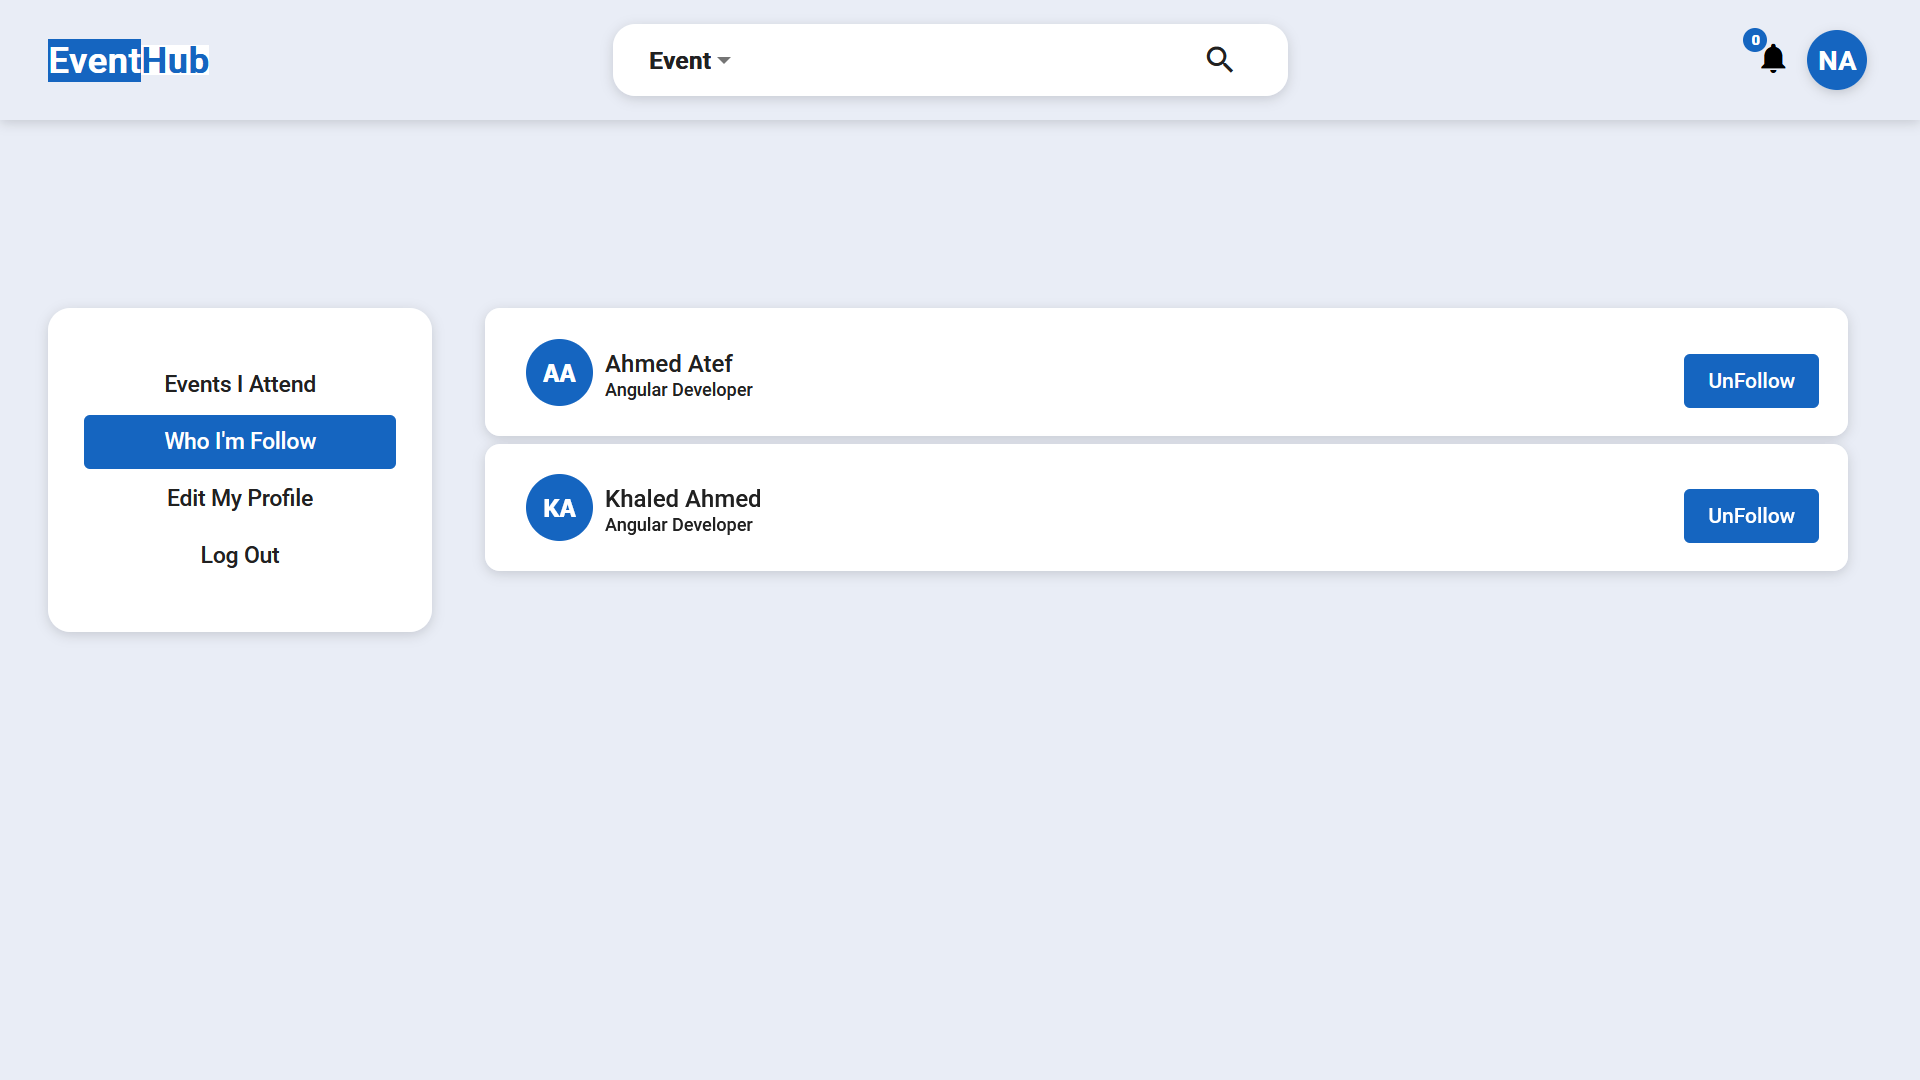 EventHub
Event
0
NA
Events I Attend
Who I'm Follow
Edit My Profile
Log Out
AA
Ahmed Atef
Angular Developer
UnFollow
KA
Khaled Ahmed
Angular Developer
UnFollow